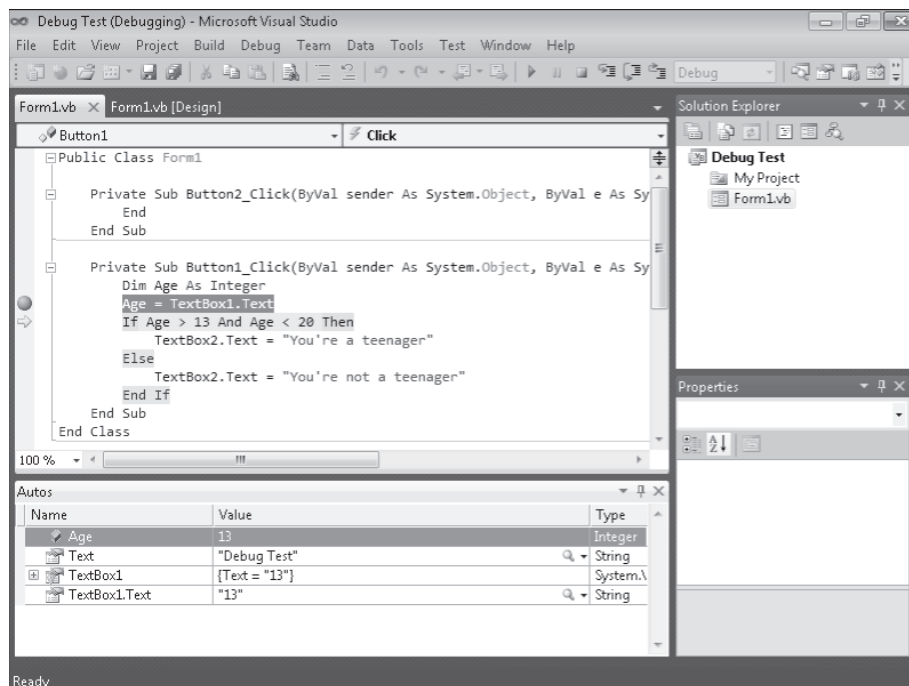 Debug Test (Debugging) - Microsoft Visual Studio
File Edit View Project Build Debug Team Data Tools Test Window Help
Debug
Form1.vb Form1.vb [Design]
Button1 Click
Public Class Form1
Private Sub Button2_Click(ByVal sender As System.Object, ByVal e As Sy
End
End Sub
Private Sub Button1_Click(ByVal sender As System.Object, ByVal e As Sy
Dim Age As Integer
Age = TextBox1.Text
If Age > 13 And Age < 20 Then
TextBox2.Text = "You're a teenager"
Else
TextBox2.Text = "You're not a teenager"
End If
End Sub
End Class
100 %
Solution Explorer
Debug Test
My Project
Form1.vb
Properties
Autos
Name Value Type
Age 13 Integer
Text "Debug Test" String
TextBox1 {Text = "13"} System.\
TextBox1.Text "13" String
Ready